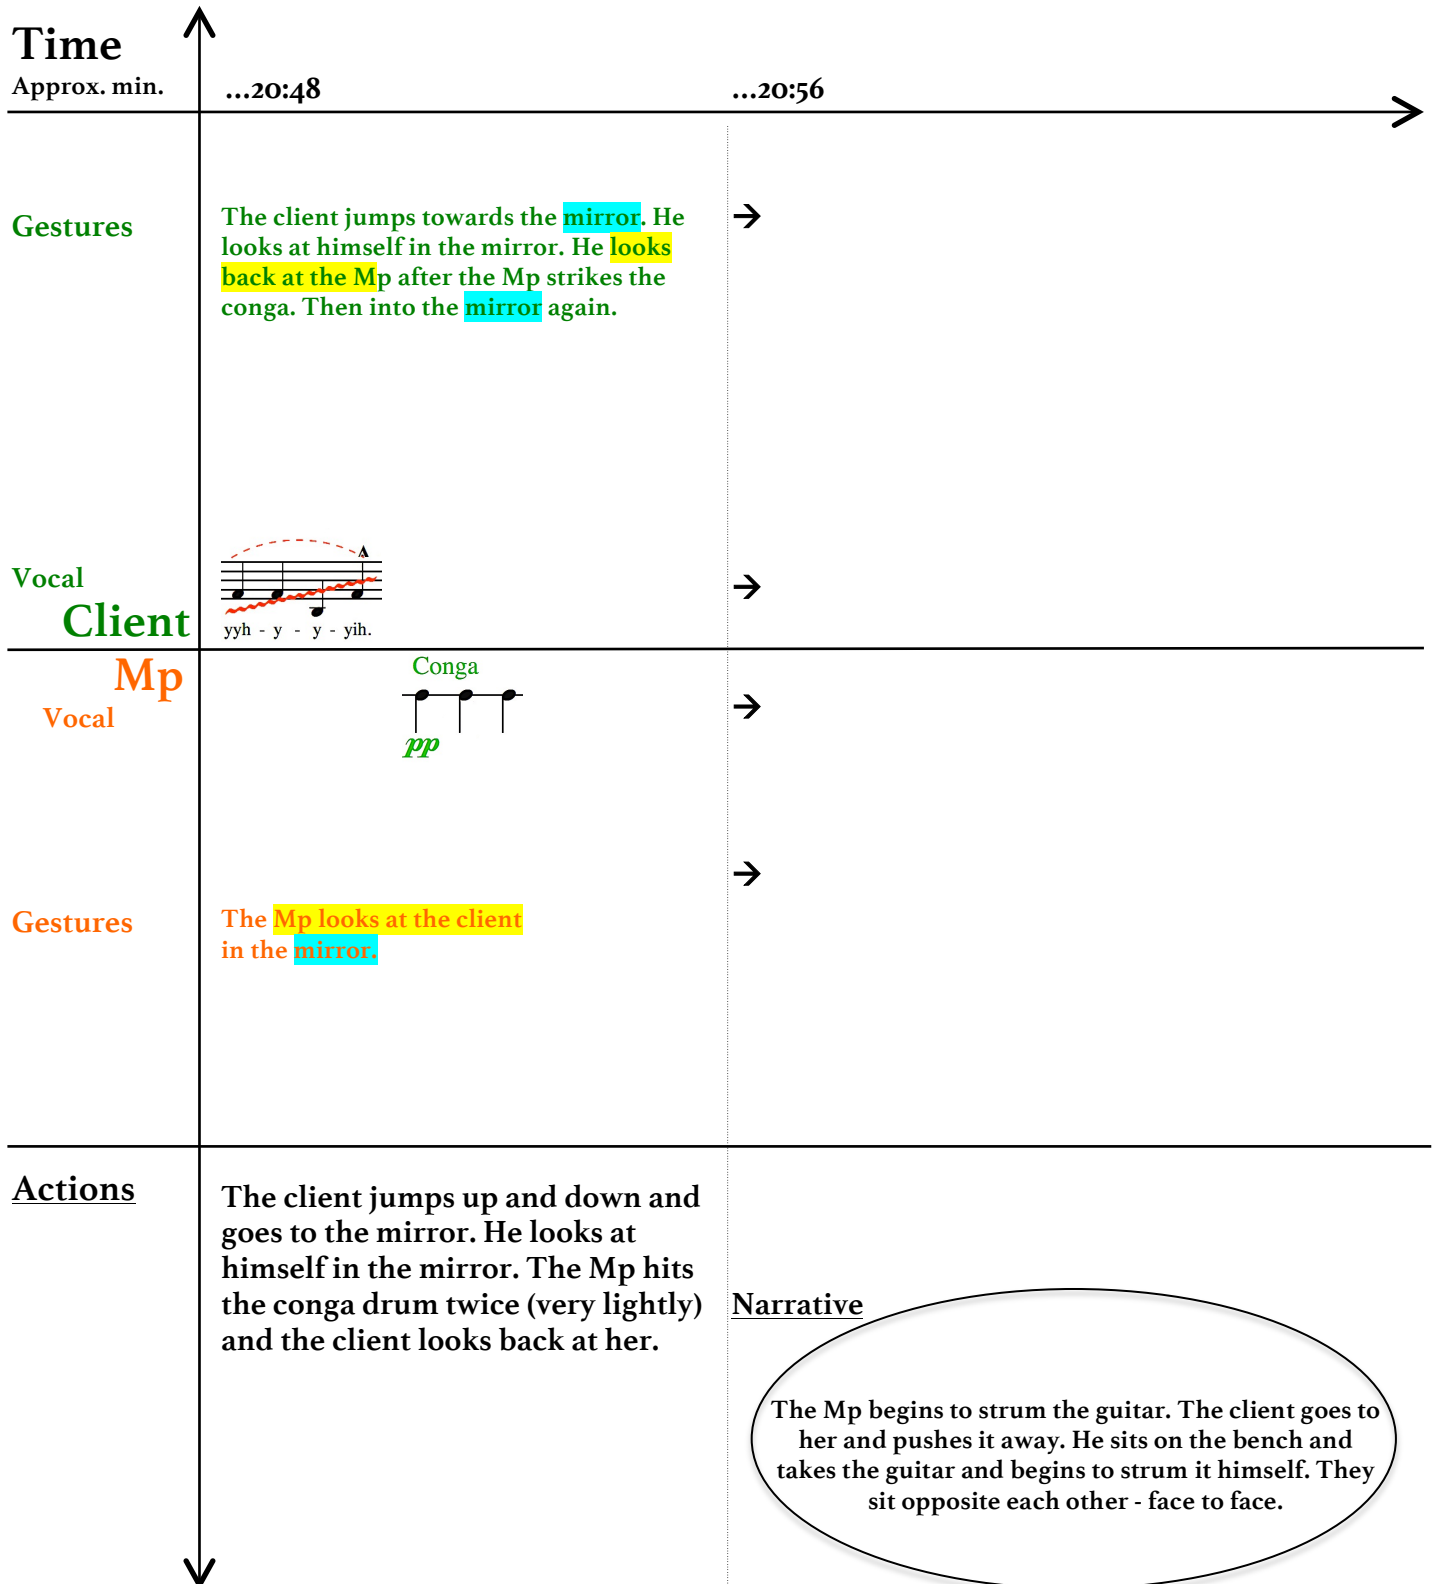 Time
Approx. min.
...20:48
...20:56
Gestures
The client jumps towards the mirror. He
looks at himself in the mirror. He looks
back at the Mp after the Mp strikes the
conga. Then into the mirror again.
→
Vocal
Client
yyh - y - y - yih.
→
Mp
Vocal
Conga
pp
→
→
Gestures
The Mp looks at the client
in the mirror.
Actions
The client jumps up and down and
goes to the mirror. He looks at
himself in the mirror. The Mp hits
the conga drum twice (very lightly)
and the client looks back at her.
Narrative
The Mp begins to strum the guitar. The client goes to
her and pushes it away. He sits on the bench and
takes the guitar and begins to strum it himself. They
sit opposite each other - face to face.